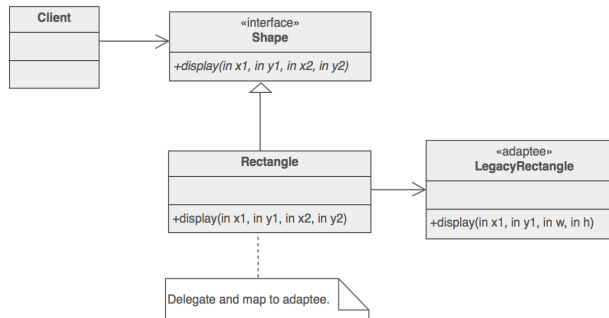 Client
«interface»
Shape
+display(in x1, in y1, in x2, in y2)
Rectangle
+display(in x1, in y1, in x2, in y2)
«adaptee»
LegacyRectangle
+display(in x1, in y1, in w, in h)
Delegate and map to adaptee.